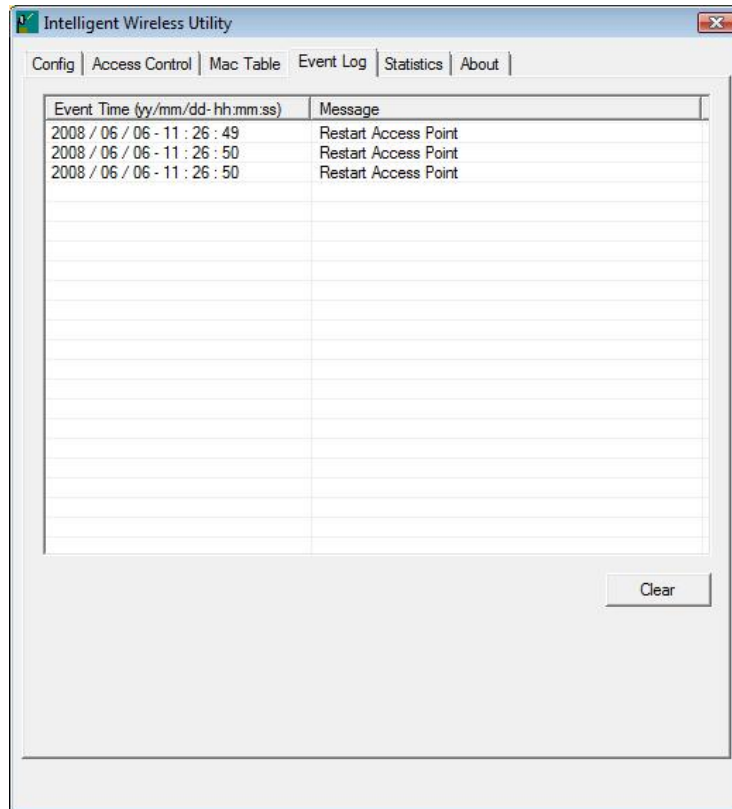 Intelligent Wireless Utility
Config Access Control Mac Table Event Log Statistics About
Event Time (yy/mm/dd- hh:mm:ss) Message
2008 / 06 / 06 - 11 : 26 : 49 Restart Access Point
2008 / 06 / 06 - 11 : 26 : 50 Restart Access Point
2008 / 06 / 06 - 11 : 26 : 50 Restart Access Point
Clear